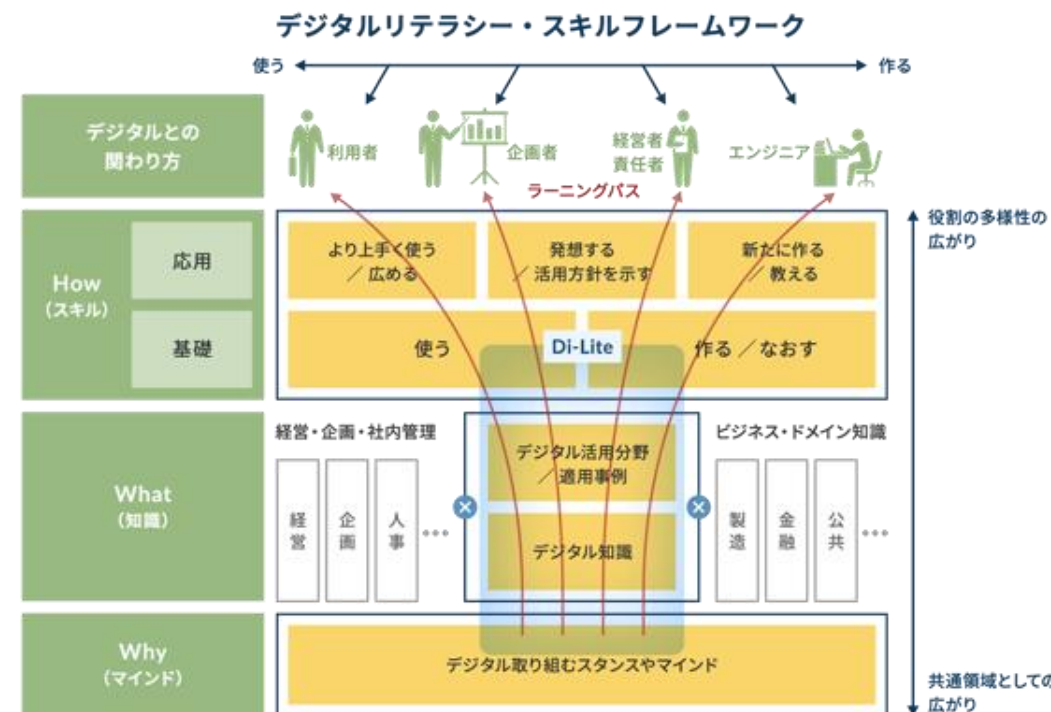 デジタルリテラシー・スキルフレームワーク
使う
作る
デジタルとの
関わり方
利用者
企画者
経営者
責任者
エンジニア
ラーニングパス
役割の多様性の
広がり
How
（スキル）
応用
より上手く使う
／広める
発想する
／活用方針を示す
新たに作る
／教える
基礎
使う
Di-Lite
作る／なおす
What
（知識）
経営・企画・社内管理
経営
企画
人事
•••
デジタル活用分野
／適用事例
デジタル知識
ビジネス・ドメイン知識
製造
金融
公共
•••
Why
（マインド）
デジタル取り組むスタンスやマインド
共通領域としての
広がり